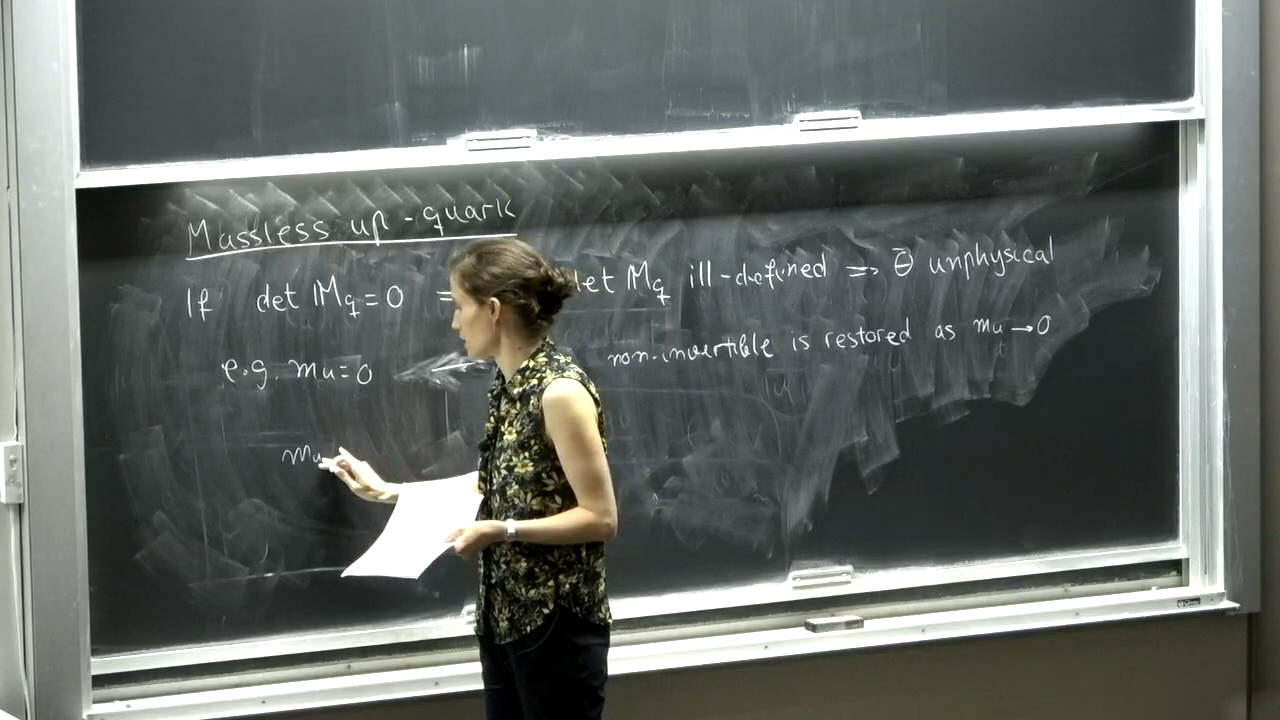 Massless up-quark
If det Mq = 0 = det Mq ill-defined => θ̄ unphysical
e.g. mu = 0 non-invertible is restored as mu → 0
mu